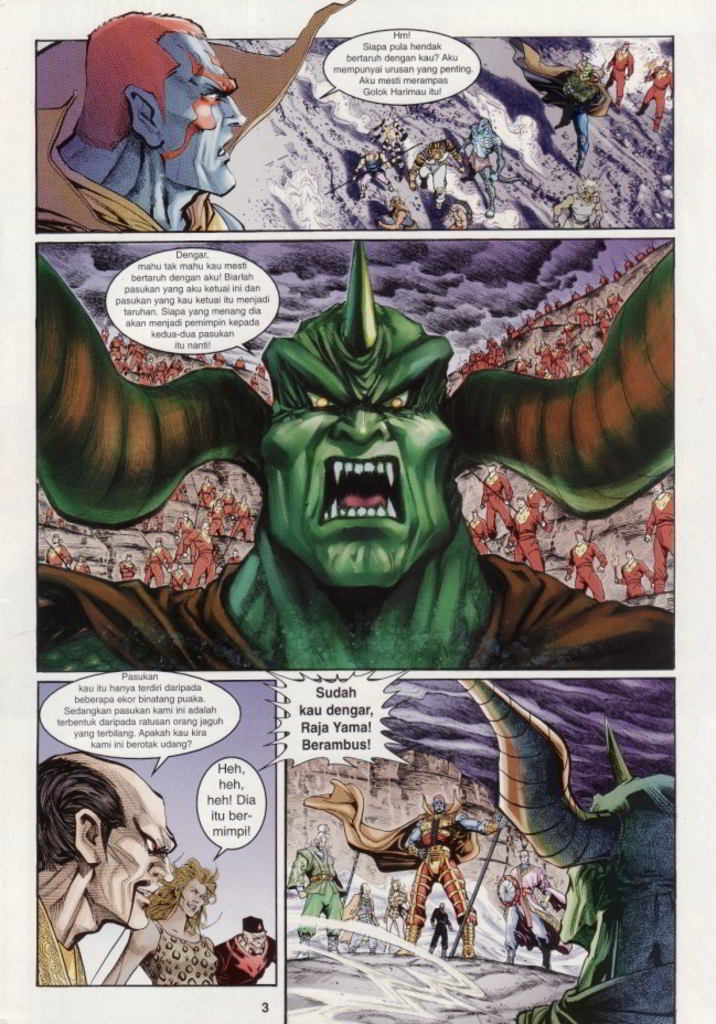 Hm!
Siapa pula hendak
bertaruh dengan kau? Aku
mempunyai urusan yang penting.
Aku mesti merampas
Golok Harimau itu!
Dengar,
mahu tak mahu kau mesti
bertaruh dengan aku! Biarlah
pasukan yang aku ketuai ini dan
pasukan yang kau ketuai itu menjadi
taruhan. Siapa yang menang dia
akan menjadi pemimpin kepada
kedua-dua pasukan
itu nanti!
Pasukan
kau itu hanya terdiri daripada
beberapa ekor binatang puaka.
Sedangkan pasukan kami ini adalah
terbentuk daripada ratusan orang jaguh
yang terbilang. Apakah kau kira
kami ini berotak udang?
Heh,
heh,
heh! Dia
itu ber-
mimpi!
Sudah
kau dengar,
Raja Yama!
Berambus!
3